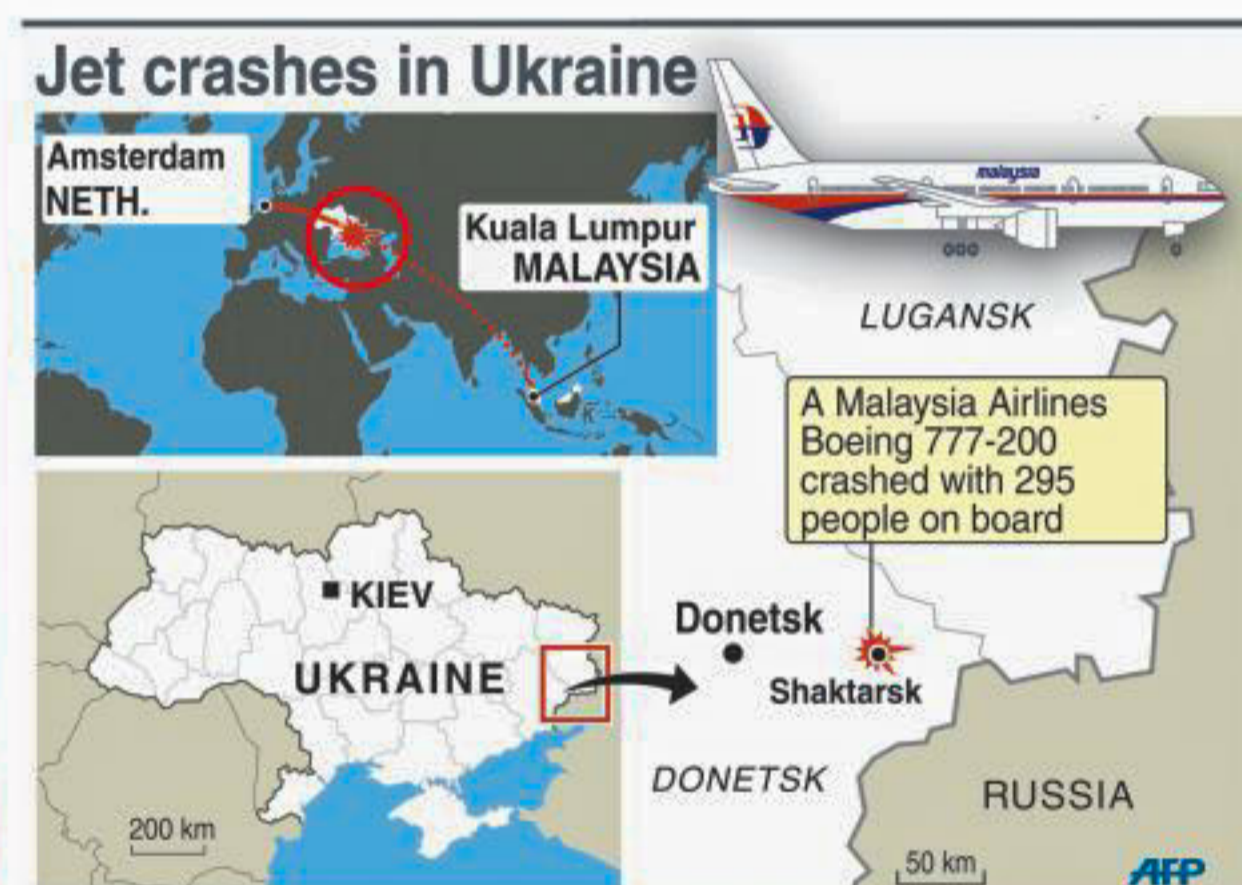 Jet crashes in Ukraine
Amsterdam
NETH.
Kuala Lumpur
MALAYSIA
malaysia
LUGANSK
A Malaysia Airlines
Boeing 777-200
crashed with 295
people on board
KIEV
UKRAINE
200 km
Donetsk
Shaktarsk
DONETSK
RUSSIA
50 km
AFP